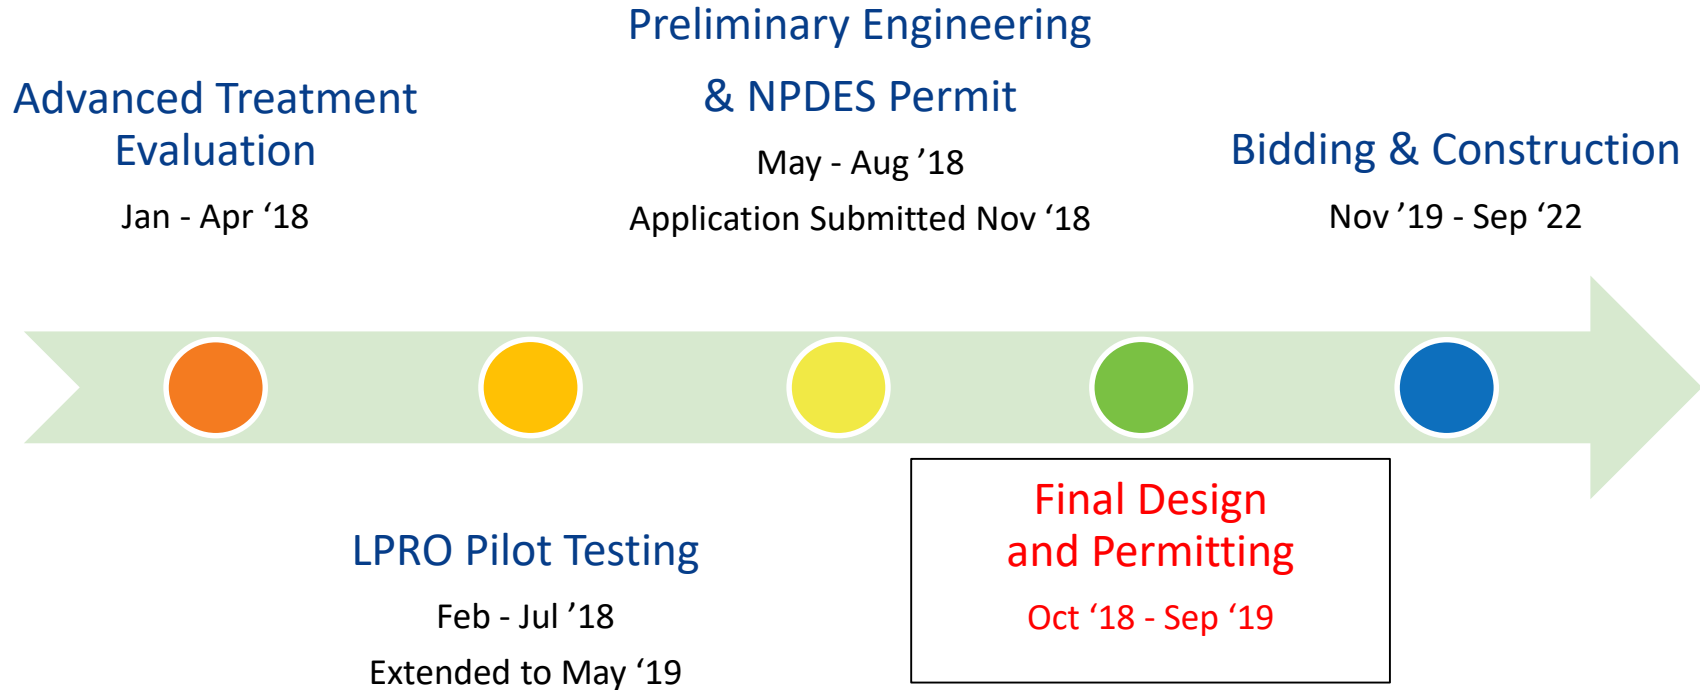 Advanced Treatment
Evaluation
Jan - Apr ‘18
LPRO Pilot Testing
Feb - Jul ’18
Extended to May ‘19
Preliminary Engineering
& NPDES Permit
May - Aug ’18
Application Submitted Nov ‘18
Final Design
and Permitting
Oct ‘18 - Sep ‘19
Bidding & Construction
Nov ’19 - Sep ‘22